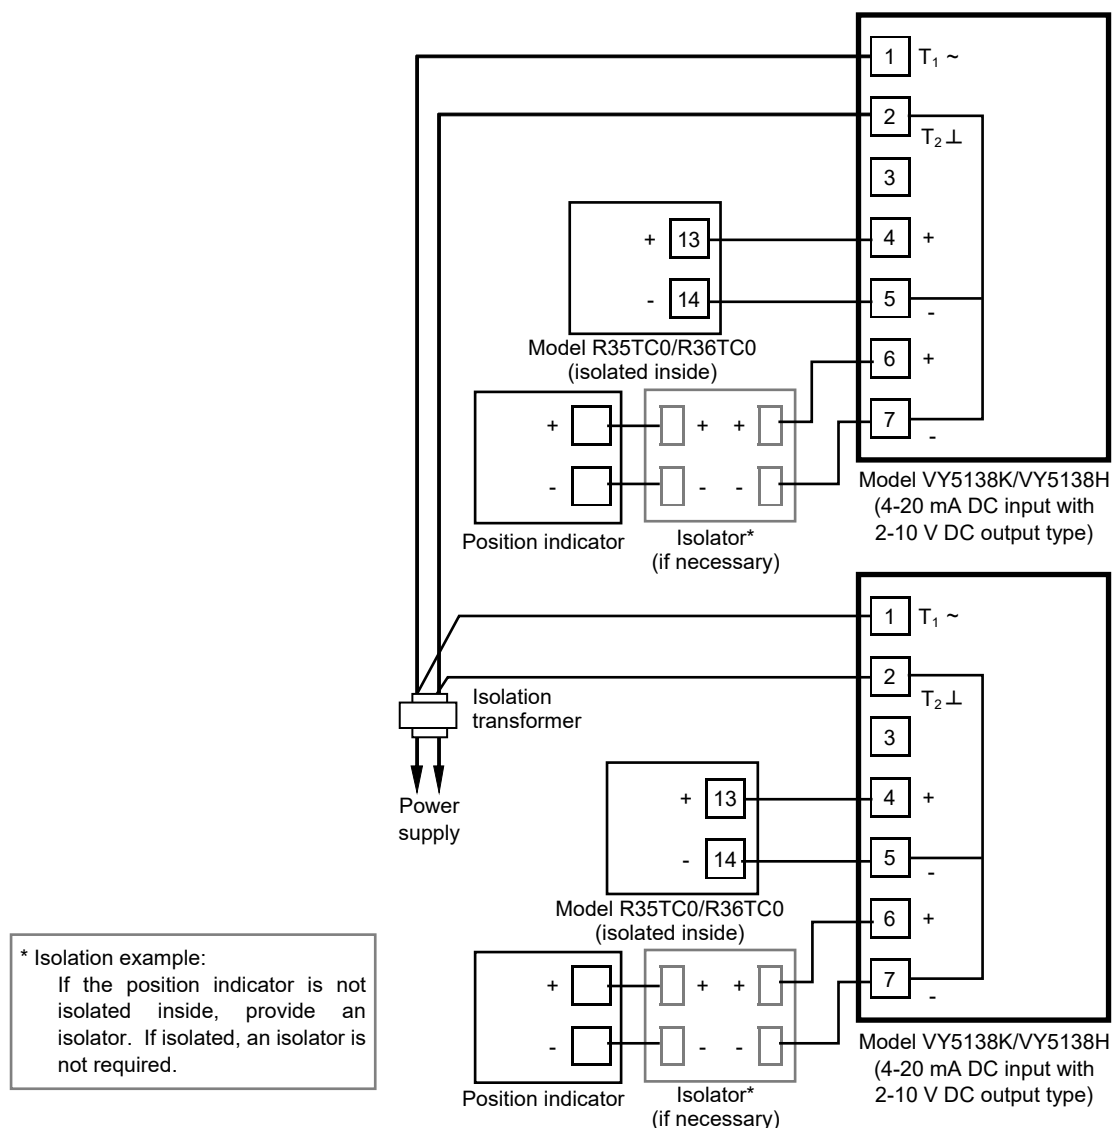 1 T₁ ~
2
T₂ ⊥
3
+ 13 4 +
- 14 5 -
Model R35TC0/R36TC0
(isolated inside)
6 +
+ + + 7 -
- - -
Position indicator
Isolator*
(if necessary)
Model VY5138K/VY5138H
(4-20 mA DC input with
2-10 V DC output type)
1 T₁ ~
2
T₂ ⊥
Isolation
transformer
3
Power
supply
+ 13 4 +
- 14 5 -
Model R35TC0/R36TC0
(isolated inside)
6 +
+ + + 7 -
- - -
Position indicator
Isolator*
(if necessary)
Model VY5138K/VY5138H
(4-20 mA DC input with
2-10 V DC output type)
* Isolation example:
If the position indicator is not
isolated inside, provide an
isolator. If isolated, an isolator is
not required.